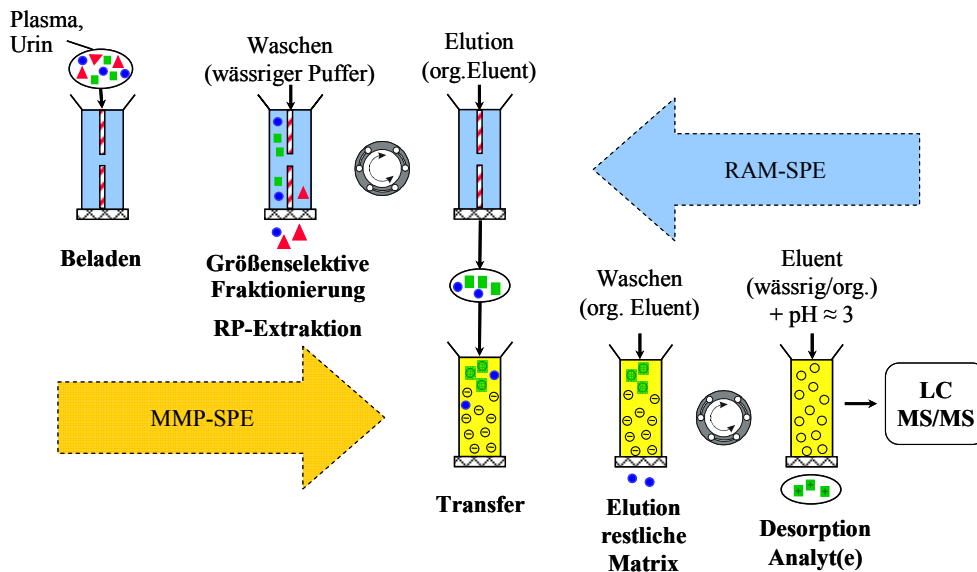 Plasma,
Urin
Waschen
(wässriger Puffer)
Elution
(org.Eluent)
RAM-SPE
Beladen
Größenselektive
Fraktionierung
RP-Extraktion
Waschen
(org. Eluent)
Eluent
(wässrig/org.)
+ pH ≈ 3
MMP-SPE
LC
MS/MS
Transfer
Elution
restliche
Matrix
Desorption
Analyt(e)